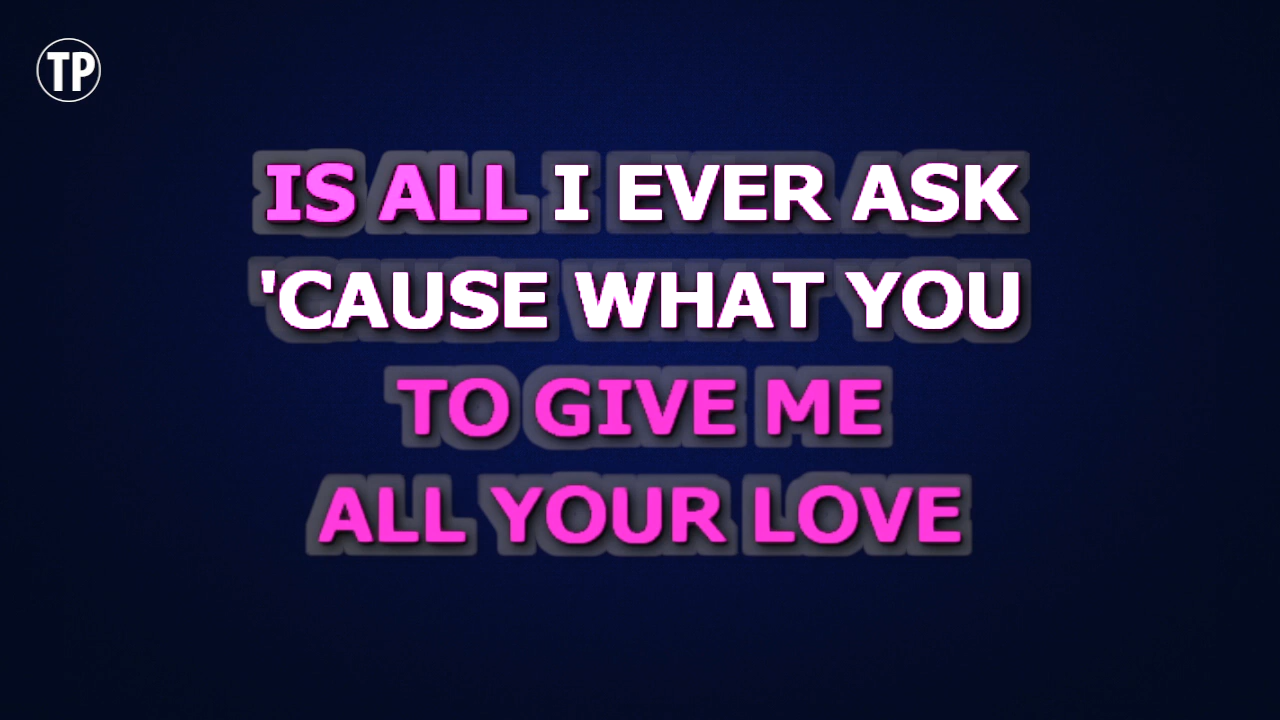 TP
IS ALL I EVER ASK
'CAUSE WHAT YOU
TO GIVE ME
ALL YOUR LOVE